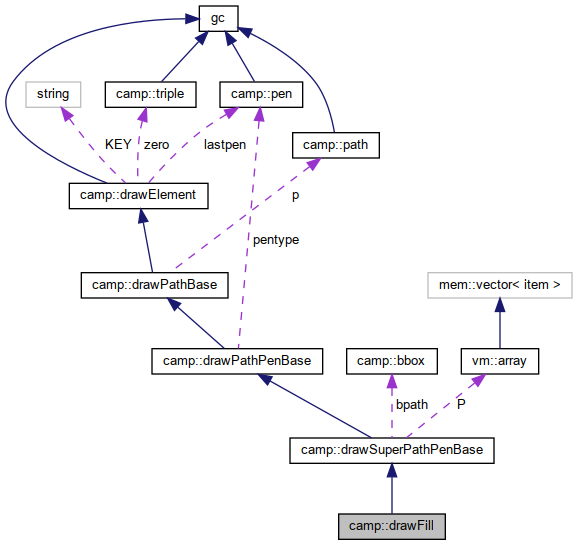 gc
string
camp::triple
camp::pen
KEY
zero
lastpen
camp::path
camp::drawElement
p
pentype
camp::drawPathBase
mem::vector< item >
camp::drawPathPenBase
camp::bbox
vm::array
bpath
P
camp::drawSuperPathPenBase
camp::drawFill